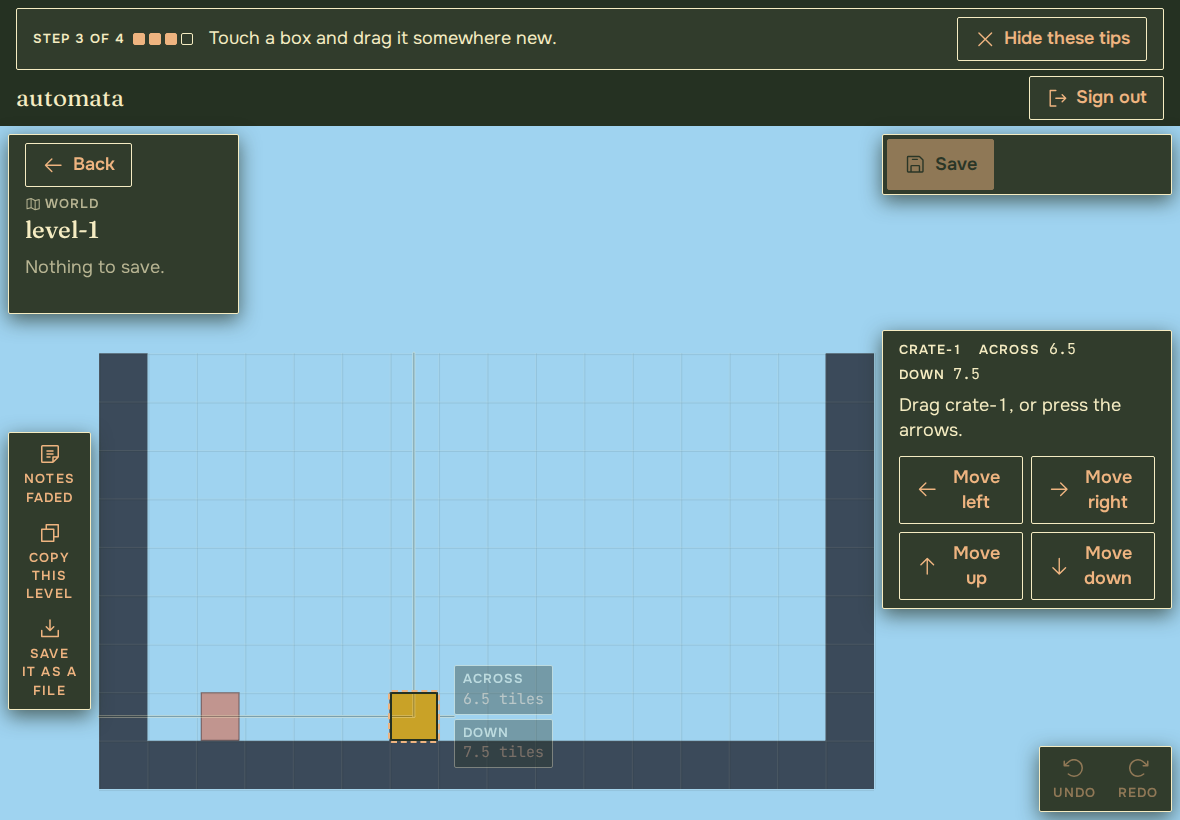 STEP 3 OF 4 Touch a box and drag it somewhere new. Hide these tips
automata Sign out
Back
WORLD
level-1
Nothing to save.
Save
CRATE-1 ACROSS 6.5
DOWN 7.5
Drag crate-1, or press the
arrows.
Move
left
Move
right
Move
up
Move
down
NOTES
FADED
COPY
THIS
LEVEL
SAVE
IT AS A
FILE
ACROSS
6.5 tiles
DOWN
7.5 tiles
UNDO REDO